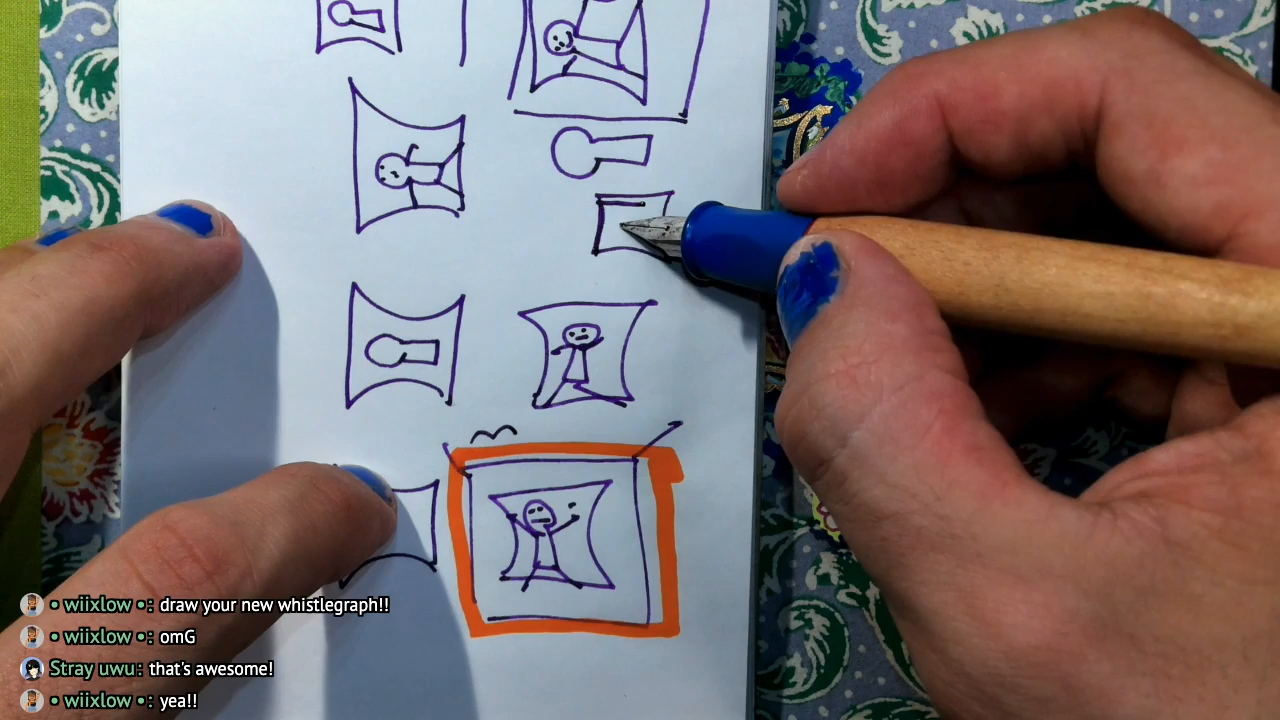 • wiixlow •: draw your new whistlegraph!!
• wiixlow •: omG
Stray uwu: that's awesome!
• wiixlow •: yea!!